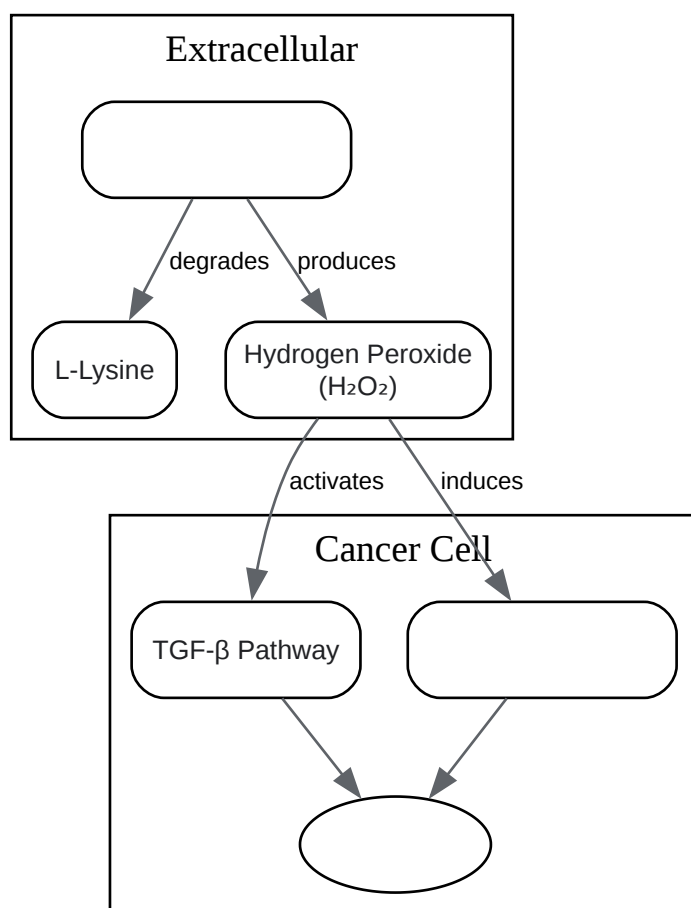 Extracellular
degrades
produces
L-Lysine
Hydrogen Peroxide
(H₂O₂)
activates
induces
Cancer Cell
TGF-β Pathway